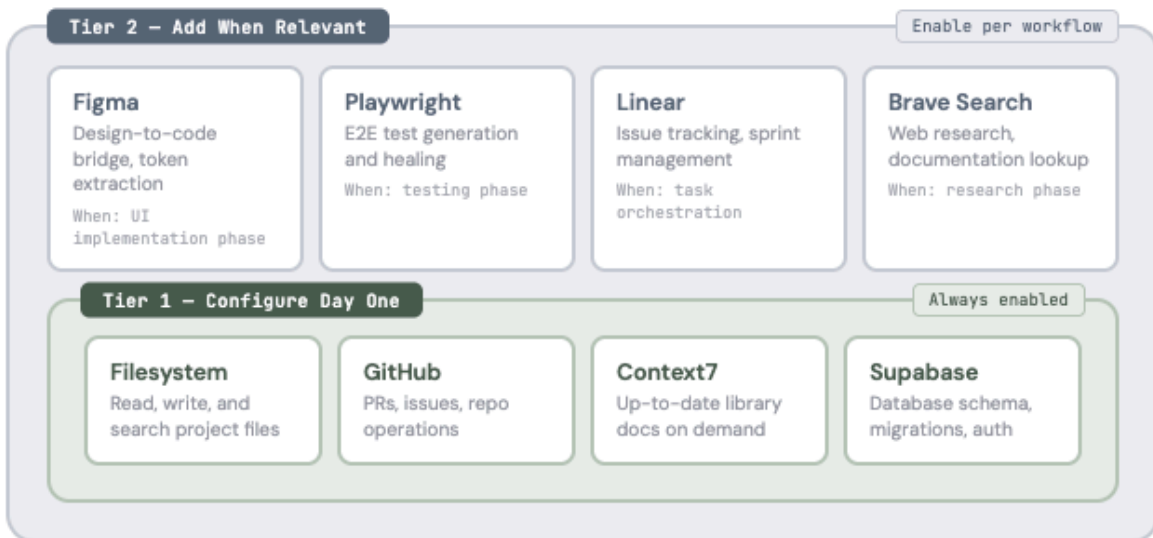 Tier 2 – Add When Relevant
Enable per workflow
Figma
Design-to-code
bridge, token
extraction
When: UI
implementation phase
Playwright
E2E test generation
and healing
When: testing phase
Linear
Issue tracking, sprint
management
When: task
orchestration
Brave Search
Web research,
documentation lookup
When: research phase
Tier 1 – Configure Day One
Always enabled
Filesystem
Read, write, and
search project files
GitHub
PRs, issues, repo
operations
Context7
Up-to-date library
docs on demand
Supabase
Database schema,
migrations, auth